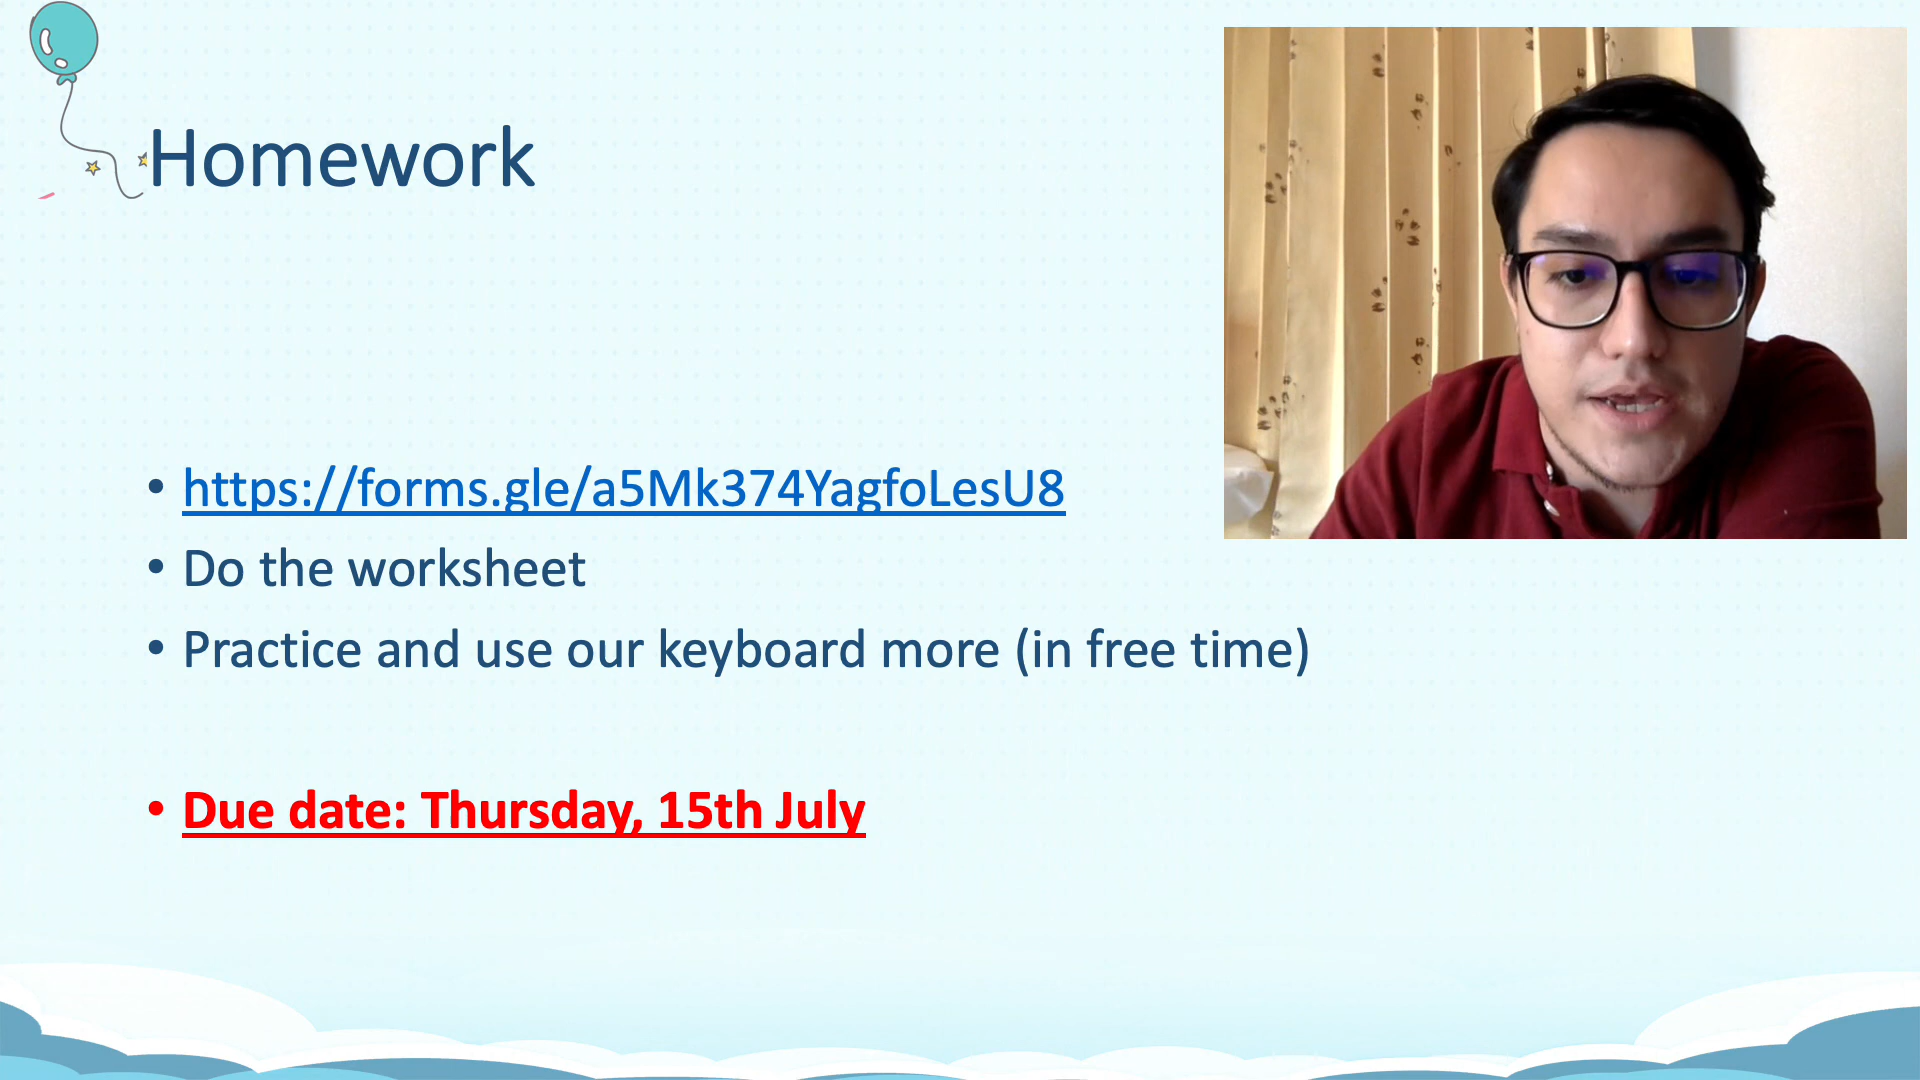 Homework
• https://forms.gle/a5Mk374YagfoLesU8
• Do the worksheet
• Practice and use our keyboard more (in free time)
• Due date: Thursday, 15th July